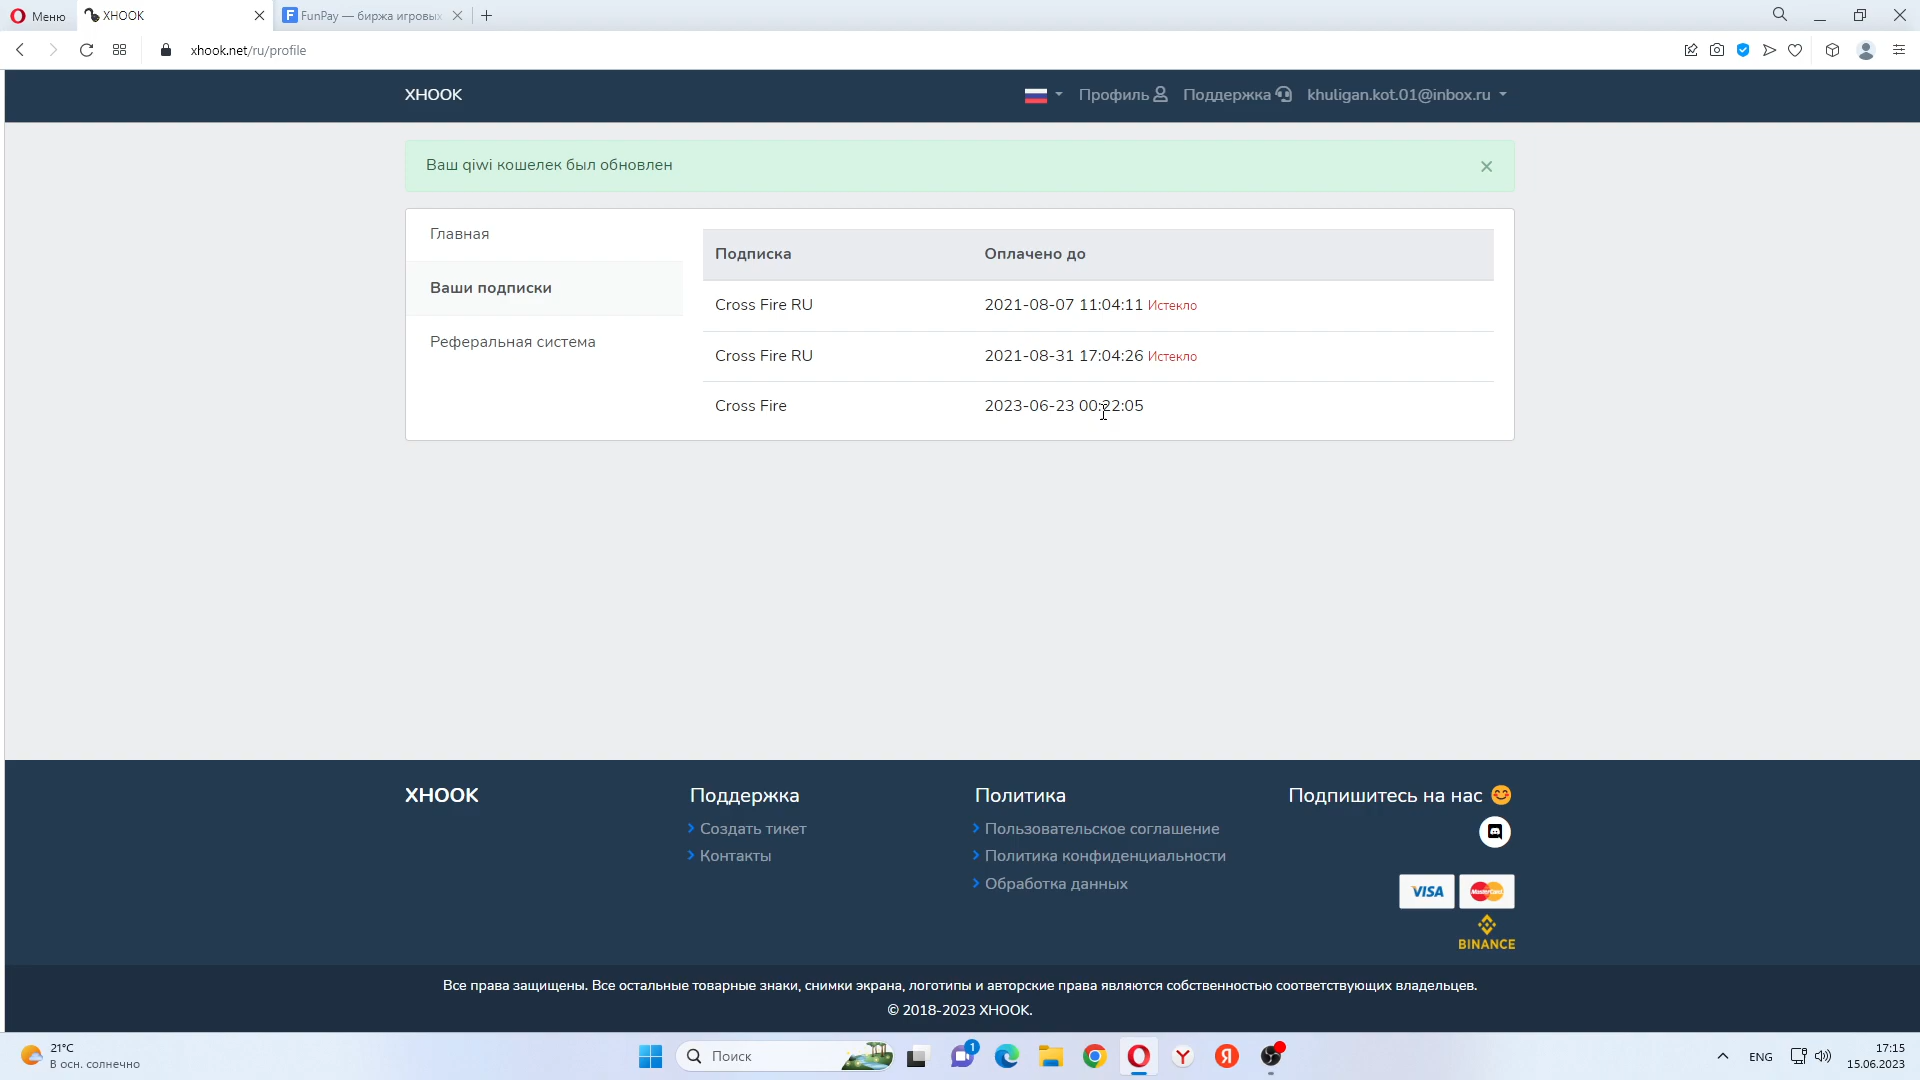 Меню
XHOOK
FunPay — биржа игровых
xhook.net/ru/profile
XHOOK
Профиль
Поддержка
khuligan.kot.01@inbox.ru
Ваш qiwi кошелек был обновлен
Главная
Ваши подписки
Реферальная система
Подписка Оплачено до
Cross Fire RU 2021-08-07 11:04:11 Истекло
Cross Fire RU 2021-08-31 17:04:26 Истекло
Cross Fire 2023-06-23 00:22:05
XHOOK
Поддержка
Создать тикет
Контакты
Политика
Пользовательское соглашение
Политика конфиденциальности
Обработка данных
Подпишитесь на нас
VISA
MasterCard
BINANCE
Все права защищены. Все остальные товарные знаки, снимки экрана, логотипы и авторские права являются собственностью соответствующих владельцев.
© 2018-2023 XHOOK.
21°C
В осн. солнечно
Поиск
1
ENG
17:15
15.06.2023